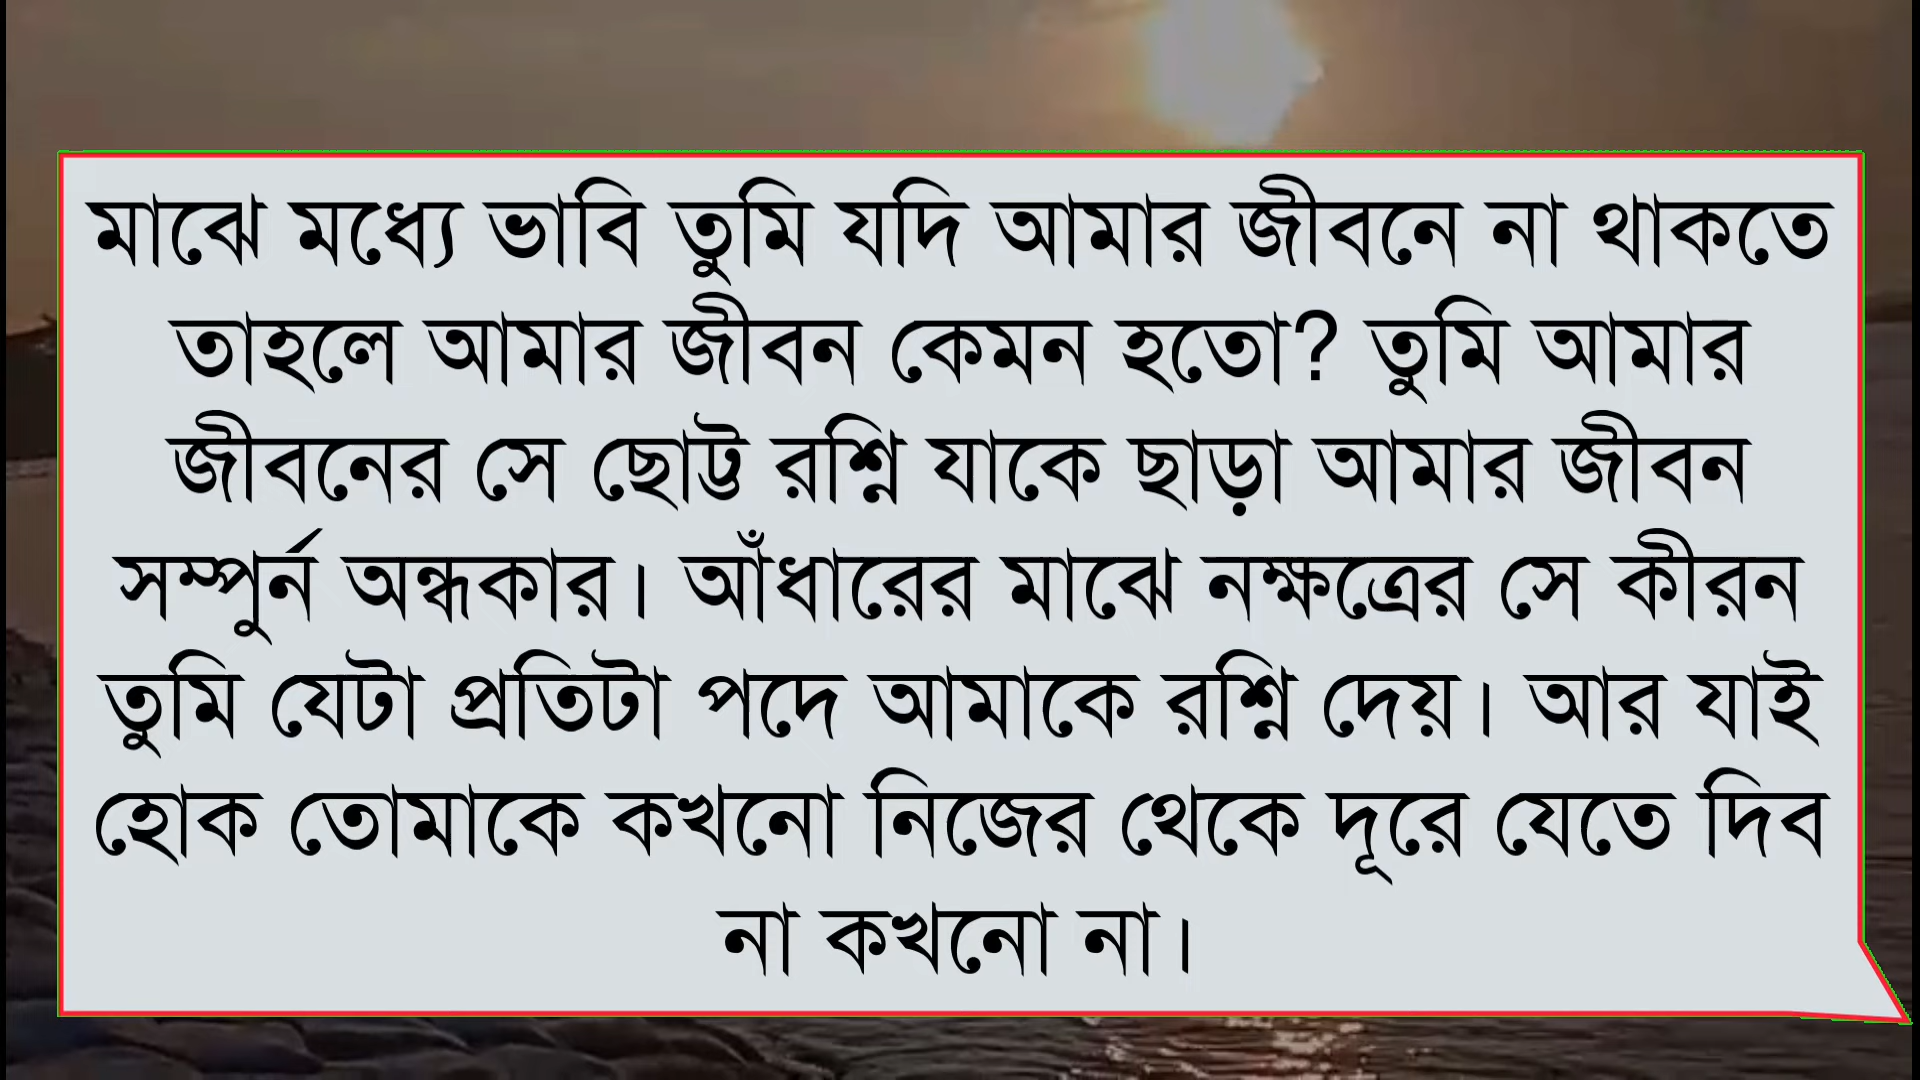 মাঝে মধ্যে ভাবি তুমি যদি আমার জীবনে না থাকতে
তাহলে আমার জীবন কেমন হতো? তুমি আমার
জীবনের সে ছোট্ট রশ্নি যাকে ছাড়া আমার জীবন
সম্পুর্ন অন্ধকার। আঁধারের মাঝে নক্ষত্রের সে কীরন
তুমি যেটা প্রতিটা পদে আমাকে রশ্নি দেয়। আর যাই
হোক তোমাকে কখনো নিজের থেকে দূরে যেতে দিব
না কখনো না।